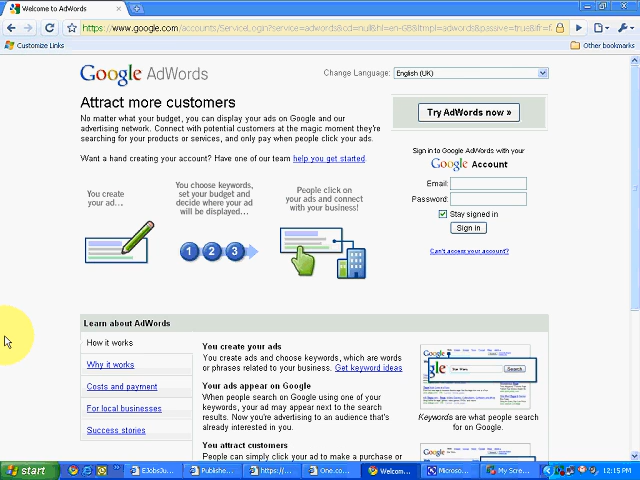 Welcome to AdWords
https://www.google.com/accounts/ServiceLogin?service=adwords&cd=null&hl=en-GB&ltmpl=adwords&passive=true&ifr=f
Customize Links
Other bookmarks
Google AdWords
Change Language: English (UK)
Attract more customers
No matter what your budget, you can display your ads on Google and our
advertising network. Connect with potential customers at the magic moment they're
searching for your products or services, and only pay when people click your ads.
Want a hand creating your account? Have one of our team help you get started.
Try AdWords now »
Sign in to Google AdWords with your
Google Account
Email:
Password:
Stay signed in
Sign in
Can't access your account?
You create
your ad...
You choose keywords,
set your budget and
decide where your ad
will be displayed...
People click on
your ads and connect
with your business!
1 2 3
Learn about AdWords
How it works
Why it works
Costs and payment
For local businesses
Success stories
You create your ads
You create ads and choose keywords, which are words
or phrases related to your business. Get keyword ideas
Your ads appear on Google
When people search on Google using one of your
keywords, your ad may appear next to the search
results. Now you're advertising to an audience that's
already interested in you.
You attract customers
People can simply click your ad to make a purchase or
Google
Search
Keywords are what people search
for on Google.
start
EJobsJu...
Publishe...
https://...
One.co...
Welcom...
Microso...
My Scre...
12:15 PM